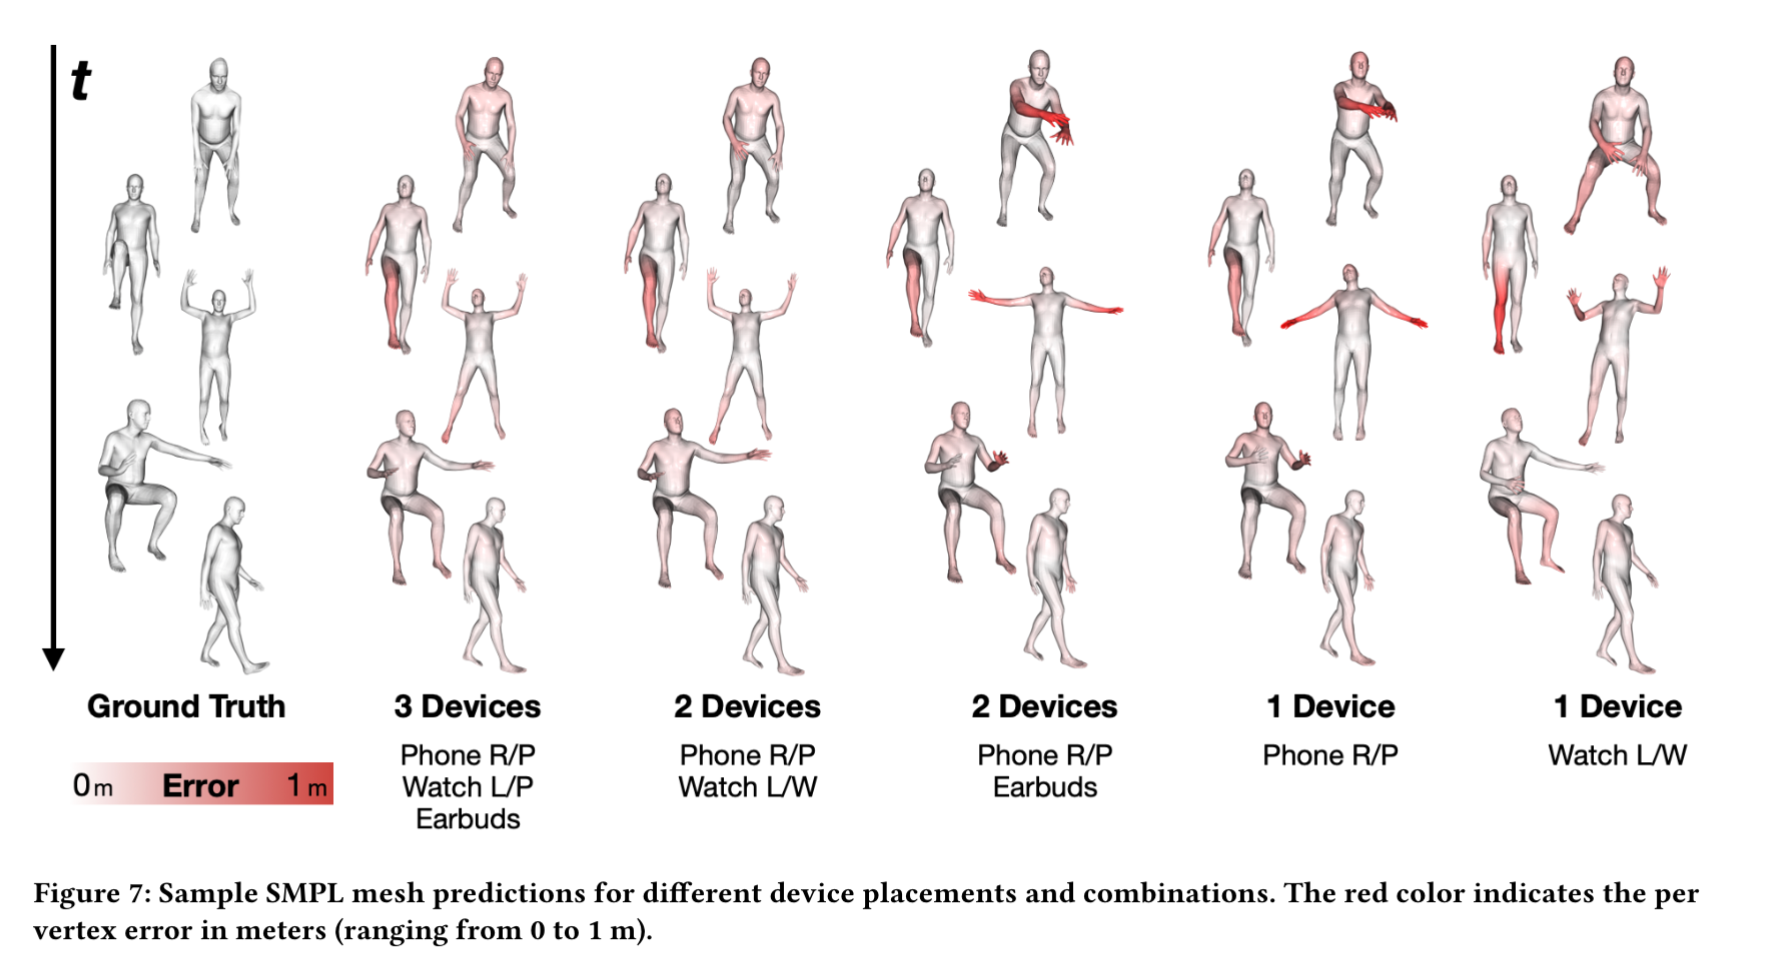 t
Ground Truth
0m Error 1 m
3 Devices
Phone R/P
Watch L/P
Earbuds
2 Devices
Phone R/P
Watch L/W
2 Devices
Phone R/P
Earbuds
1 Device
Phone R/P
1 Device
Watch L/W
Figure 7: Sample SMPL mesh predictions for different device placements and combinations. The red color indicates the per
vertex error in meters (ranging from 0 to 1 m).